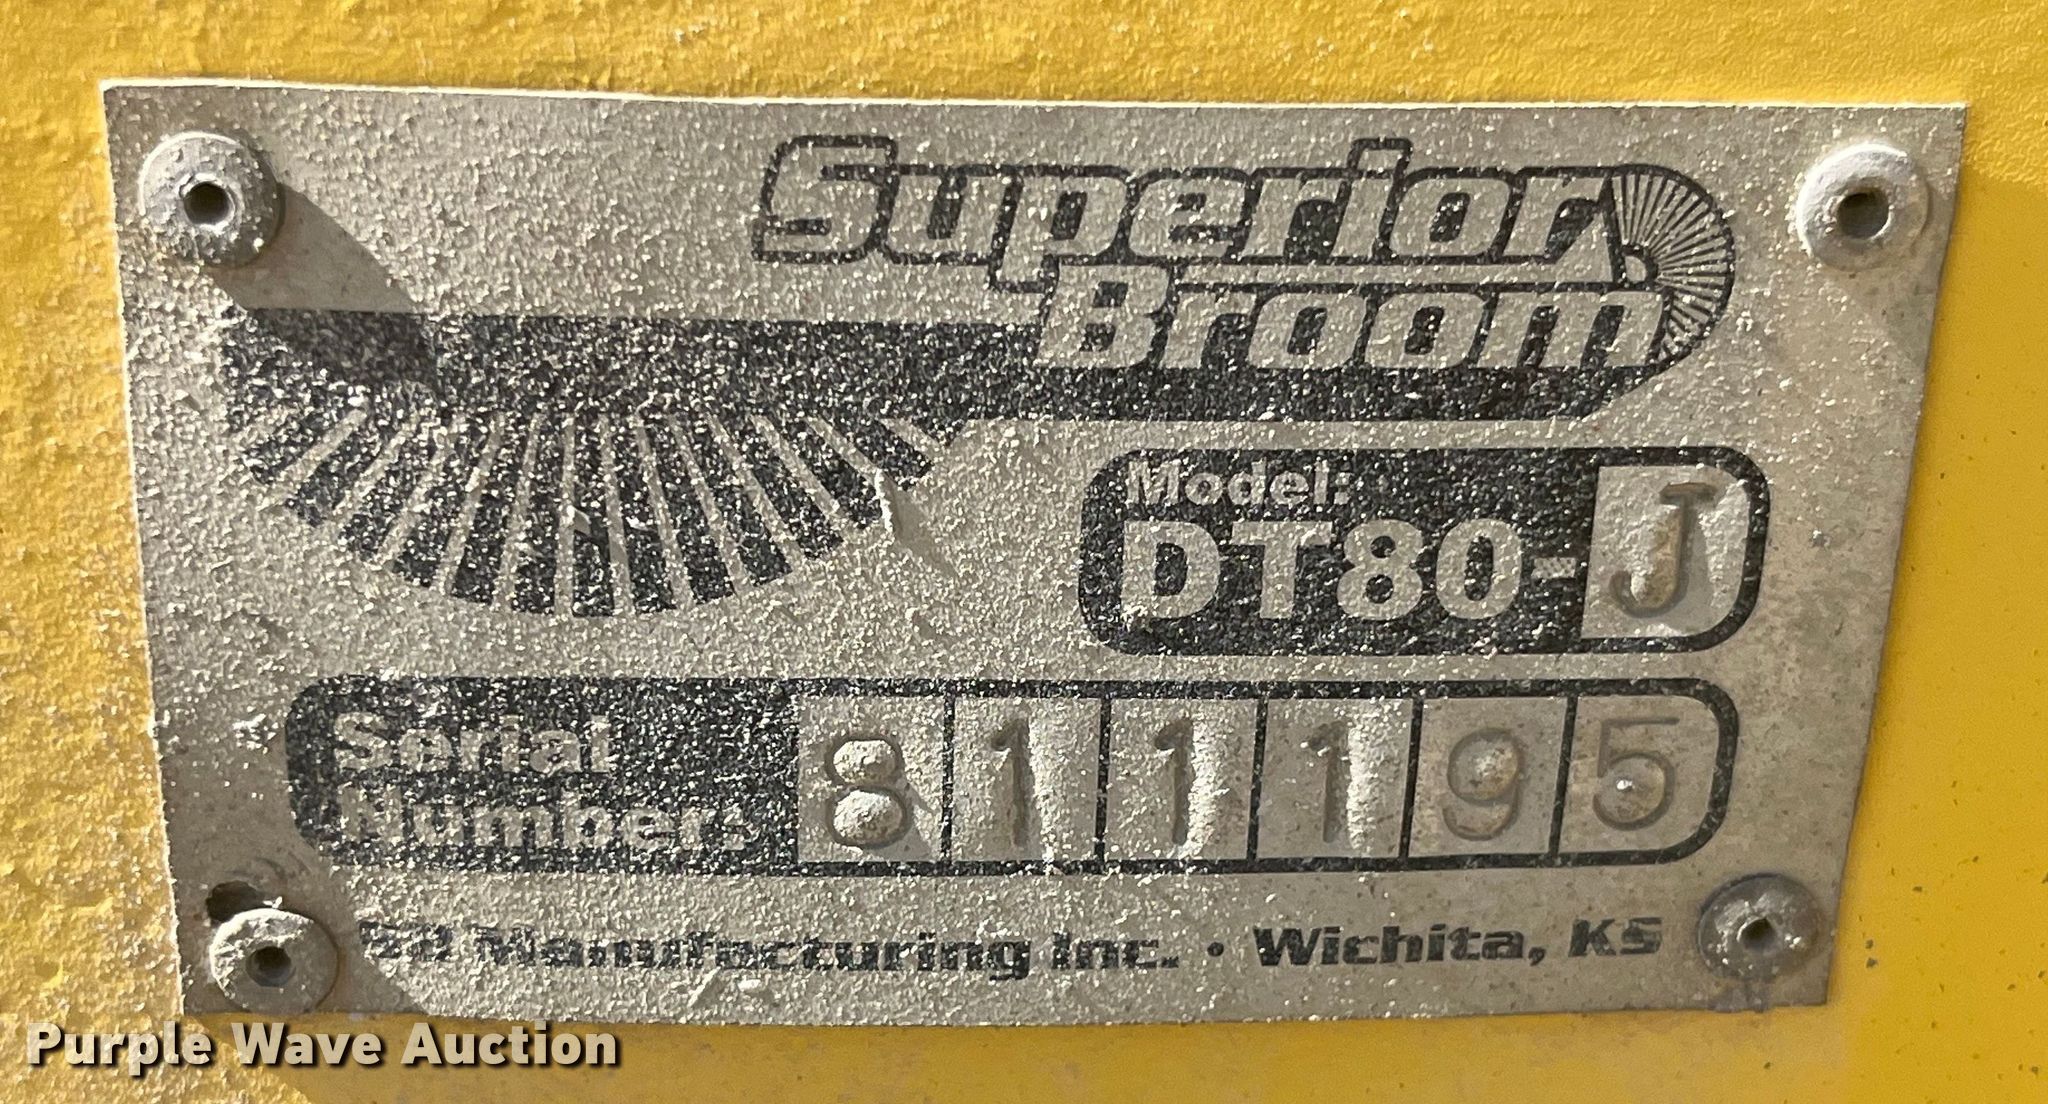 Superior
Broom
Model:
DT80-J
Serial
Number:
811195
Manufacturing Inc. · Wichita, KS
Purple Wave Auction